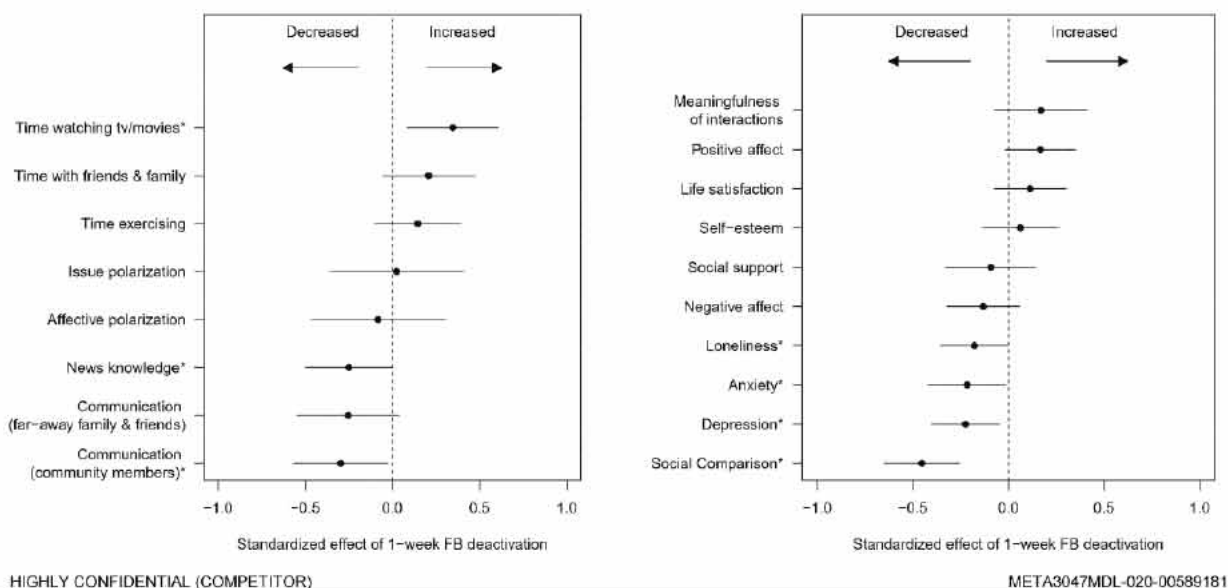 Decreased Increased
Time watching tv/movies*
Time with friends & family
Time exercising
Issue polarization
Affective polarization
News knowledge*
Communication
(far-away family & friends)
Communication
(community members)*
-1.0 -0.5 0.0 0.5 1.0
Standardized effect of 1-week FB deactivation
Decreased Increased
Meaningfulness
of interactions
Positive affect
Life satisfaction
Self-esteem
Social support
Negative affect
Loneliness*
Anxiety*
Depression*
Social Comparison*
-1.0 -0.5 0.0 0.5 1.0
Standardized effect of 1-week FB deactivation
HIGHLY CONFIDENTIAL (COMPETITOR)
META3047MDL-020-00589181